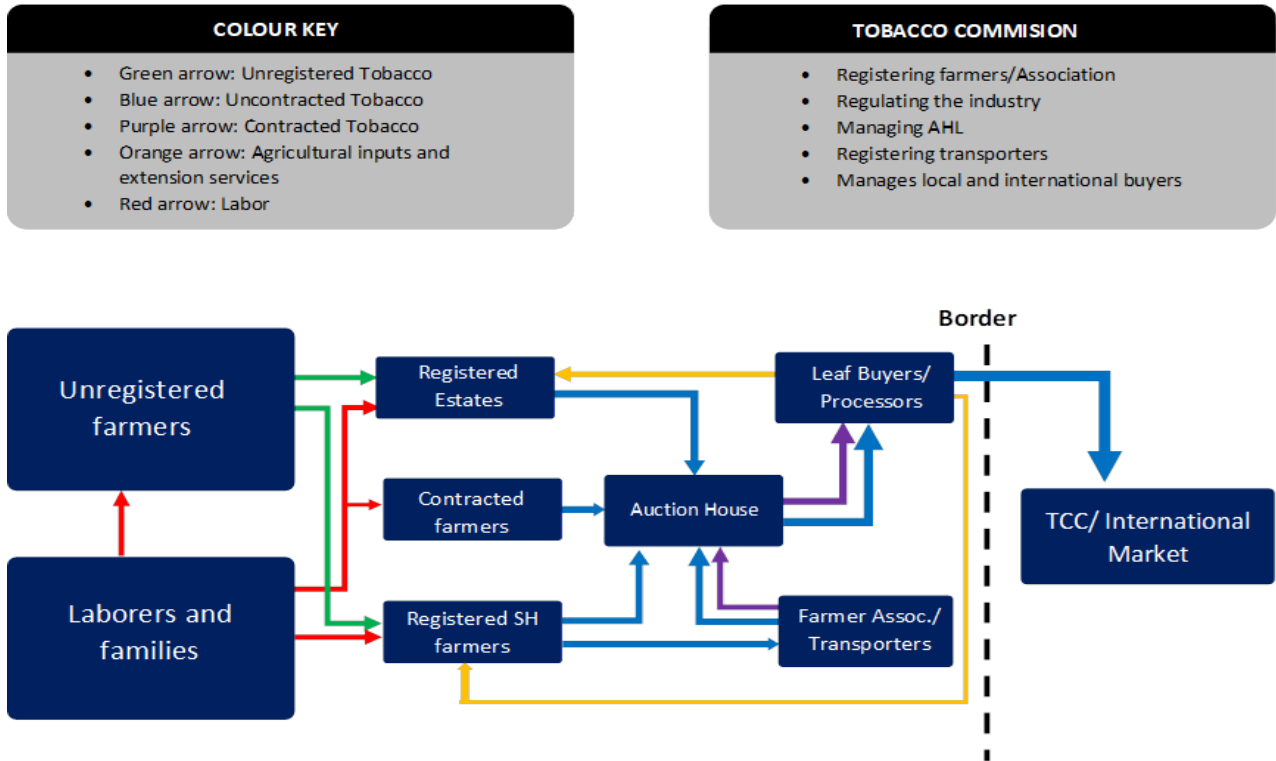 COLOUR KEY
• Green arrow: Unregistered Tobacco
• Blue arrow: Uncontracted Tobacco
• Purple arrow: Contracted Tobacco
• Orange arrow: Agricultural inputs and
extension services
• Red arrow: Labor
TOBACCO COMMISION
• Registering farmers/Association
• Regulating the industry
• Managing AHL
• Registering transporters
• Manages local and international buyers
Border
Unregistered
farmers
Registered
Estates
Leaf Buyers/
Processors
Contracted
farmers
Auction House
TCC/ International
Market
Laborers and
families
Registered SH
farmers
Farmer Assoc./
Transporters